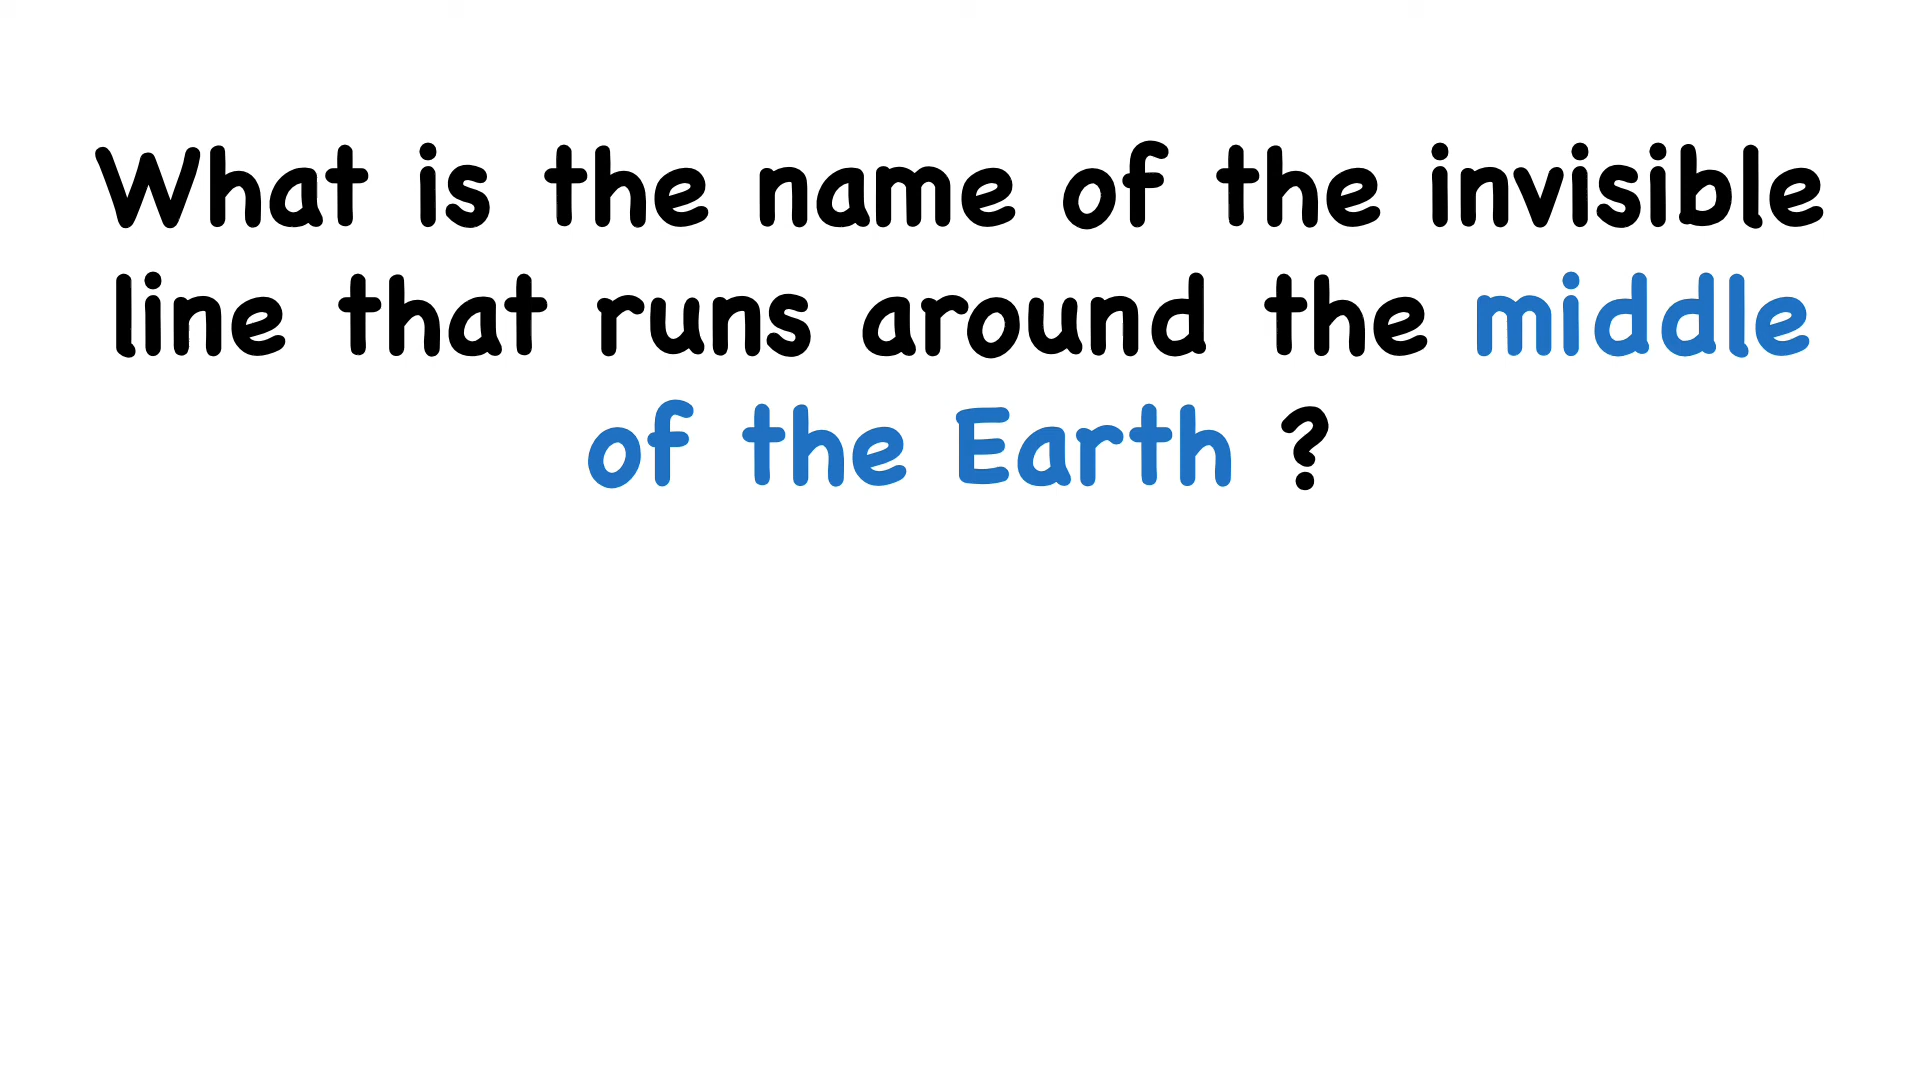 What is the name of the invisible
line that runs around the middle
of the Earth ?